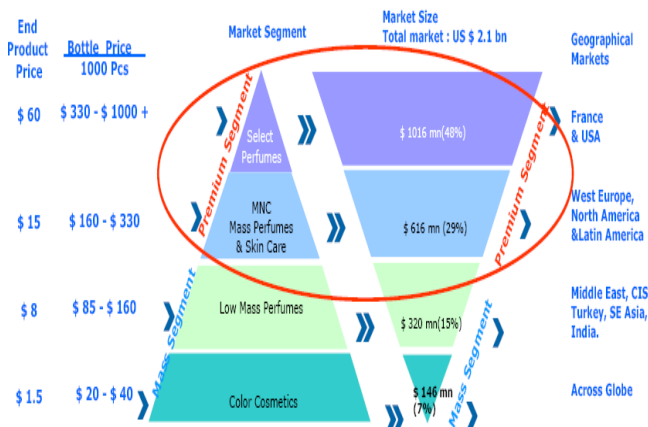 End
Product
Price
Bottle Price
1000 Pcs
Market Segment
Market Size
Total market : US $ 2.1 bn
Geographical
Markets
$ 60
$ 330 - $ 1000 +
Premium Segment
Select
Perfumes
$ 1016 mn(48%)
Premium Segment
France
& USA
$ 15
$ 160 - $ 330
MNC
Mass Perfumes
& Skin Care
$ 616 mn (29%)
West Europe,
North America
&Latin America
$ 8
$ 85 - $ 160
Mass Segment
Low Mass Perfumes
$ 320 mn(15%)
Mass Segment
Middle East, CIS
Turkey, SE Asia,
India.
$ 1.5
$ 20 - $ 40
Color Cosmetics
$ 146 mn
(7%)
Across Globe